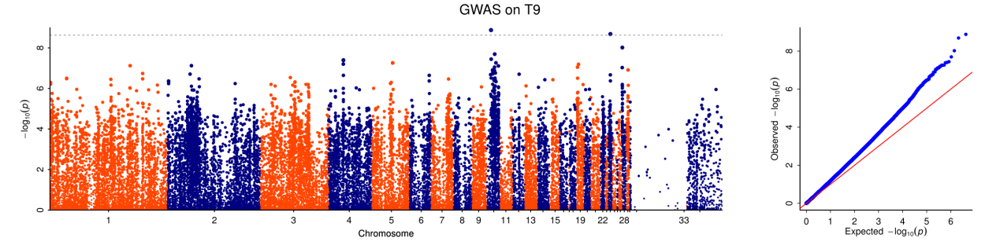 GWAS on T9
−log10(p)
8
6
4
2
0
1 2 3 4 5 6 7 8 9 11 13 15 17 19 22 28 33
Chromosome
Observed −log10(p)
8
6
4
2
0
0 1 2 3 4 5 6
Expected −log10(p)